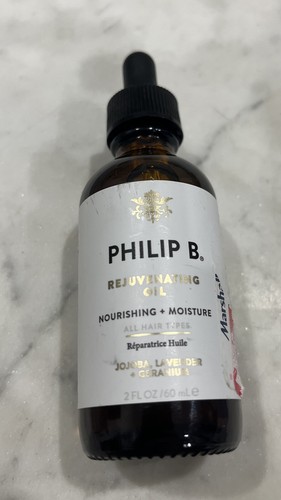 PHILIP B.
REJUVENATING
OIL
NOURISHING + MOISTURE
ALL HAIR TYPES
Réparatrice Huile
JOJOBA, LAVENDER
+ GERANIUM
2 FL OZ/60 mL e